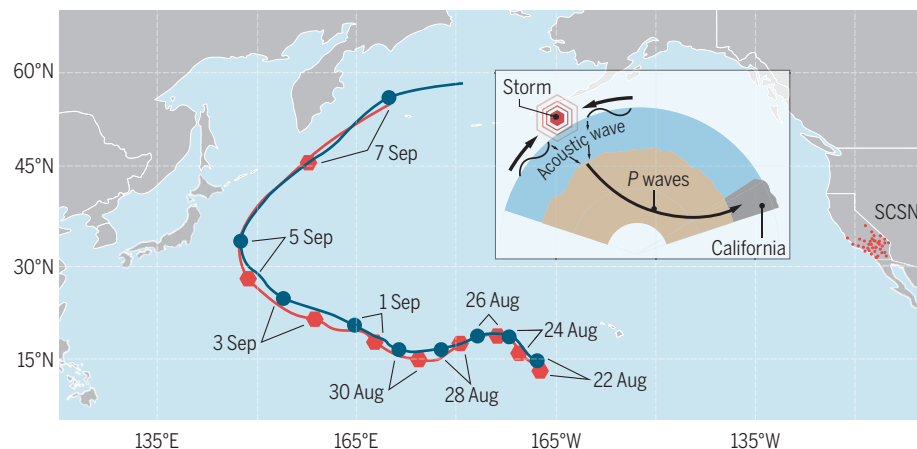 60°N
45°N
30°N
15°N
135°E
165°E
165°W
135°W
7 Sep
5 Sep
3 Sep
1 Sep
30 Aug
28 Aug
26 Aug
24 Aug
22 Aug
Storm
Acoustic wave
P waves
California
SCSN